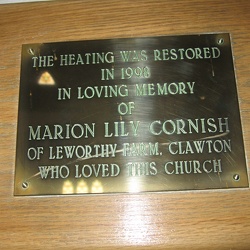 THE HEATING WAS RESTORED
IN
IN LOVING MEMORY
OF
MARION LILY CORNISH
OF LEWORTHY FARM, CLAWTON
WHO LOVED THIS CHURCH